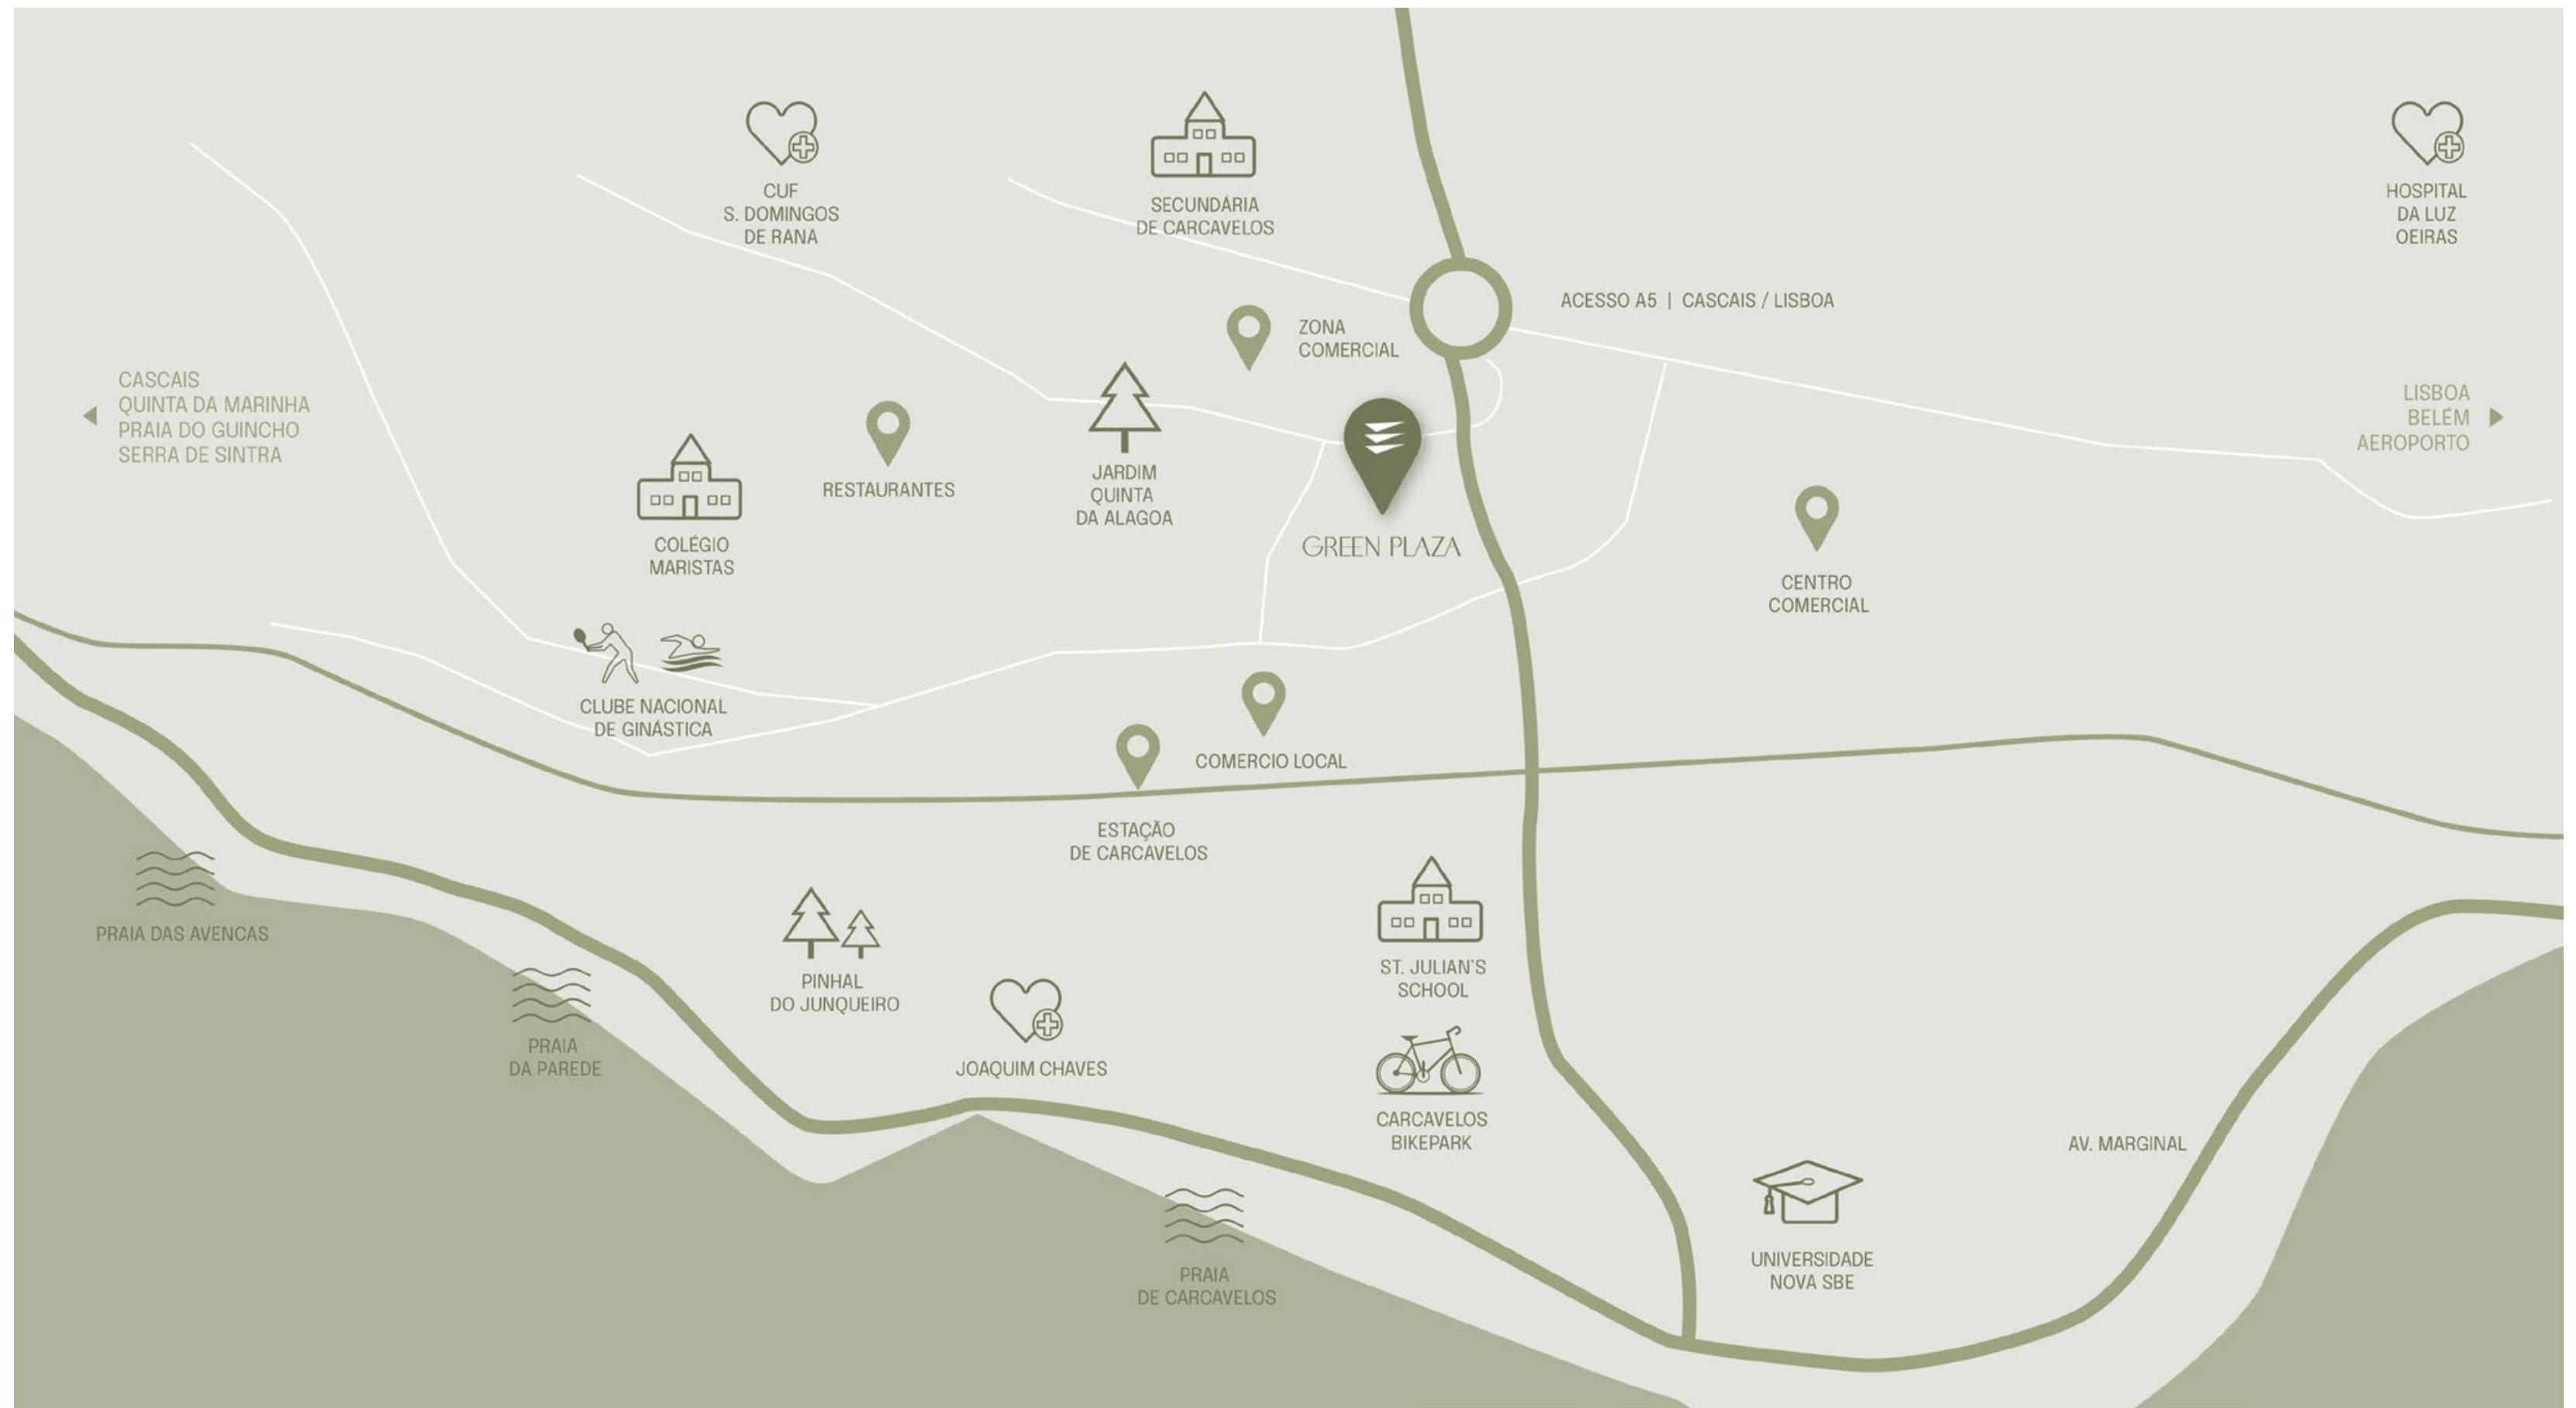 CUF
S. DOMINGOS
DE RANA
SECUNDÁRIA
DE CARCAVELOS
HOSPITAL
DA LUZ
OEIRAS
ACESSO A5 | CASCAIS / LISBOA
ZONA
COMERCIAL
CASCAIS
QUINTA DA MARINHA
PRAIA DO GUINCHO
SERRA DE SINTRA
LISBOA
BELÉM
AEROPORTO
RESTAURANTES
JARDIM
QUINTA
DA ALAGOA
COLÉGIO
MARISTAS
GREEN PLAZA
CENTRO
COMERCIAL
CLUBE NACIONAL
DE GINÁSTICA
COMERCIO LOCAL
ESTAÇÃO
DE CARCAVELOS
PRAIA DAS AVENCAS
PINHAL
DO JUNQUEIRO
ST. JULIAN'S
SCHOOL
PRAIA
DA PAREDE
JOAQUIM CHAVES
CARCAVELOS
BIKEPARK
AV. MARGINAL
PRAIA
DE CARCAVELOS
UNIVERSIDADE
NOVA SBE